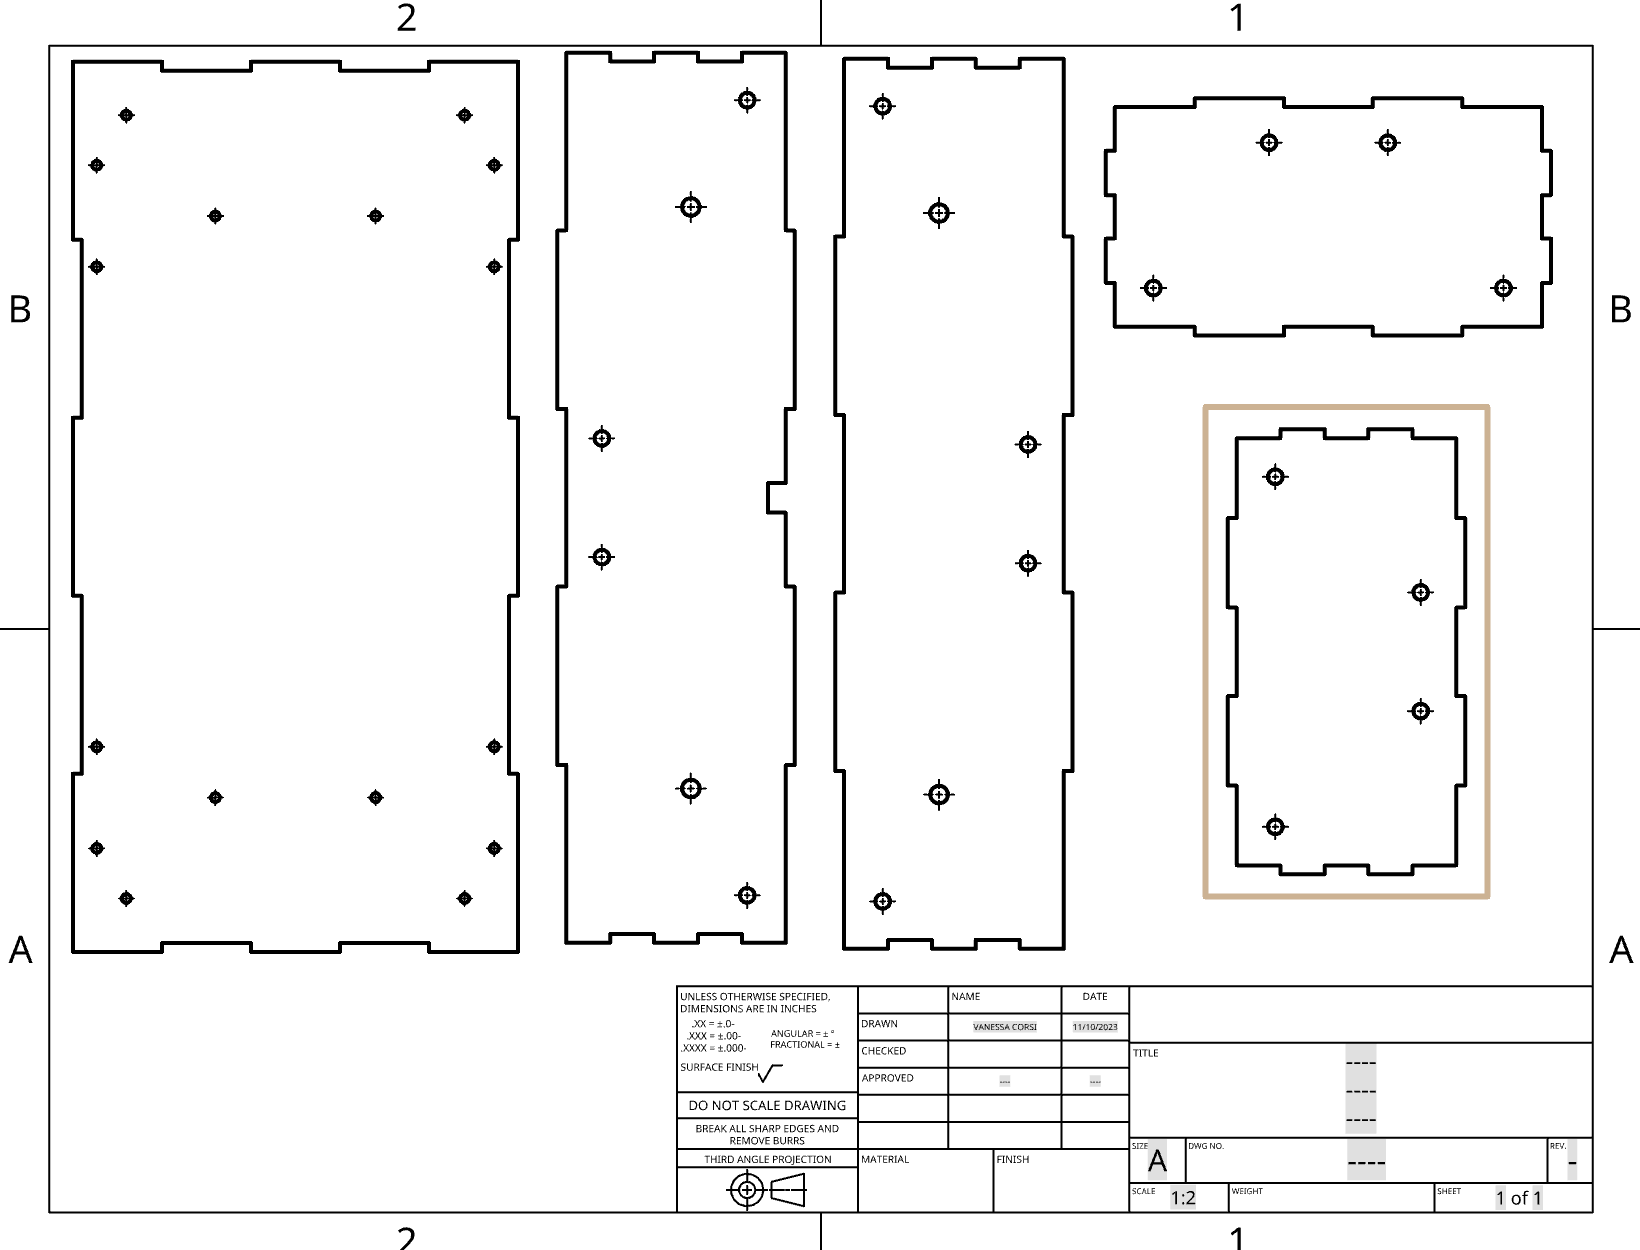 2 1
B B
A A
UNLESS OTHERWISE SPECIFIED,
DIMENSIONS ARE IN INCHES
.XX = ±.0-
.XXX = ±.00-
.XXXX = ±.000-
ANGULAR = ± °
FRACTIONAL = ±
SURFACE FINISH
DO NOT SCALE DRAWING
BREAK ALL SHARP EDGES AND
REMOVE BURRS
THIRD ANGLE PROJECTION
NAME DATE
DRAWN VANESSA CORSI 11/10/2023
CHECKED
APPROVED ---- ----
MATERIAL FINISH
TITLE
----
----
----
SIZE A DWG NO. ---- REV. -
SCALE 1:2 WEIGHT SHEET 1 of 1
2 1